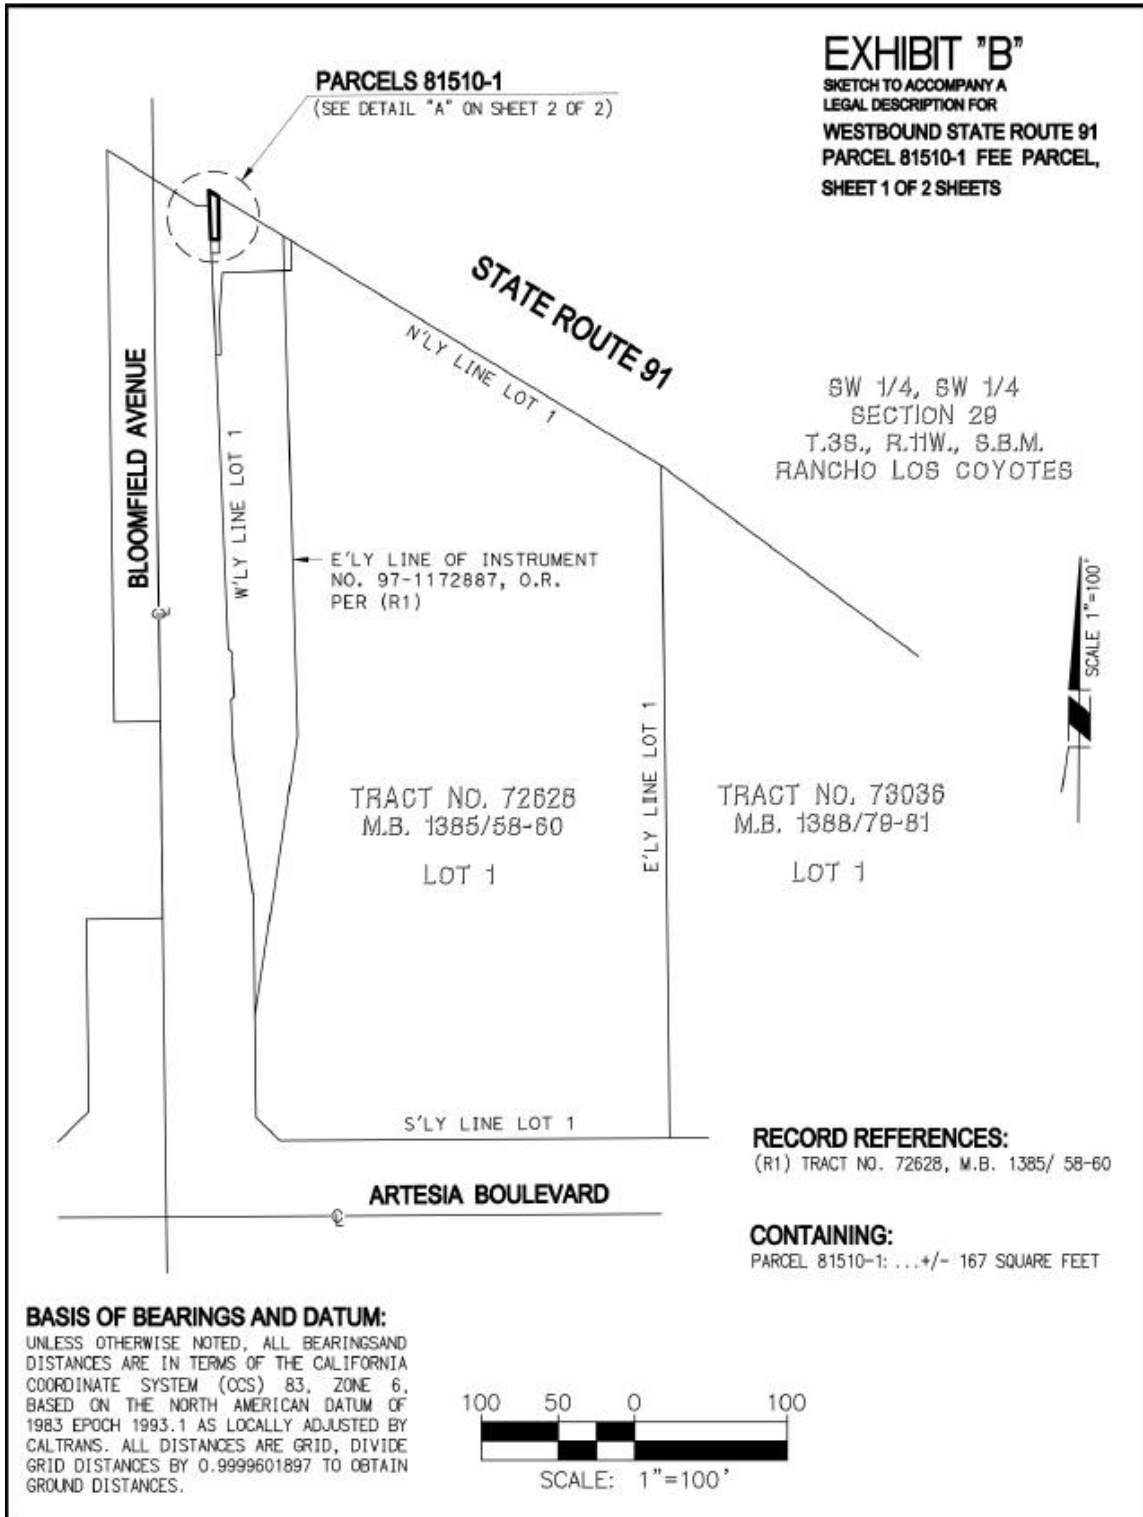 EXHIBIT "B"
SKETCH TO ACCOMPANY A
LEGAL DESCRIPTION FOR
WESTBOUND STATE ROUTE 91
PARCEL 81510-1 FEE PARCEL,
SHEET 1 OF 2 SHEETS
PARCELS 81510-1
(SEE DETAIL "A" ON SHEET 2 OF 2)
STATE ROUTE 91
N'LY LINE LOT 1
SW 1/4, SW 1/4
SECTION 29
T.3S., R.11W., S.B.M.
RANCHO LOS COYOTES
BLOOMFIELD AVENUE
W'LY LINE LOT 1
E'LY LINE OF INSTRUMENT
NO. 97-1172887, O.R.
PER (R1)
SCALE 1"=100'
E'LY LINE LOT 1
TRACT NO. 72628
M.B. 1385/58-60
LOT 1
TRACT NO. 73036
M.B. 1388/79-81
LOT 1
S'LY LINE LOT 1
ARTESIA BOULEVARD
RECORD REFERENCES:
(R1) TRACT NO. 72628, M.B. 1385/ 58-60
CONTAINING:
PARCEL 81510-1: ...+/- 167 SQUARE FEET
BASIS OF BEARINGS AND DATUM:
UNLESS OTHERWISE NOTED, ALL BEARINGSAND
DISTANCES ARE IN TERMS OF THE CALIFORNIA
COORDINATE SYSTEM (CCS) 83, ZONE 6,
BASED ON THE NORTH AMERICAN DATUM OF
1983 EPOCH 1993.1 AS LOCALLY ADJUSTED BY
CALTRANS. ALL DISTANCES ARE GRID, DIVIDE
GRID DISTANCES BY 0.9999601897 TO OBTAIN
GROUND DISTANCES.
100 50 0 100
SCALE: 1"=100'